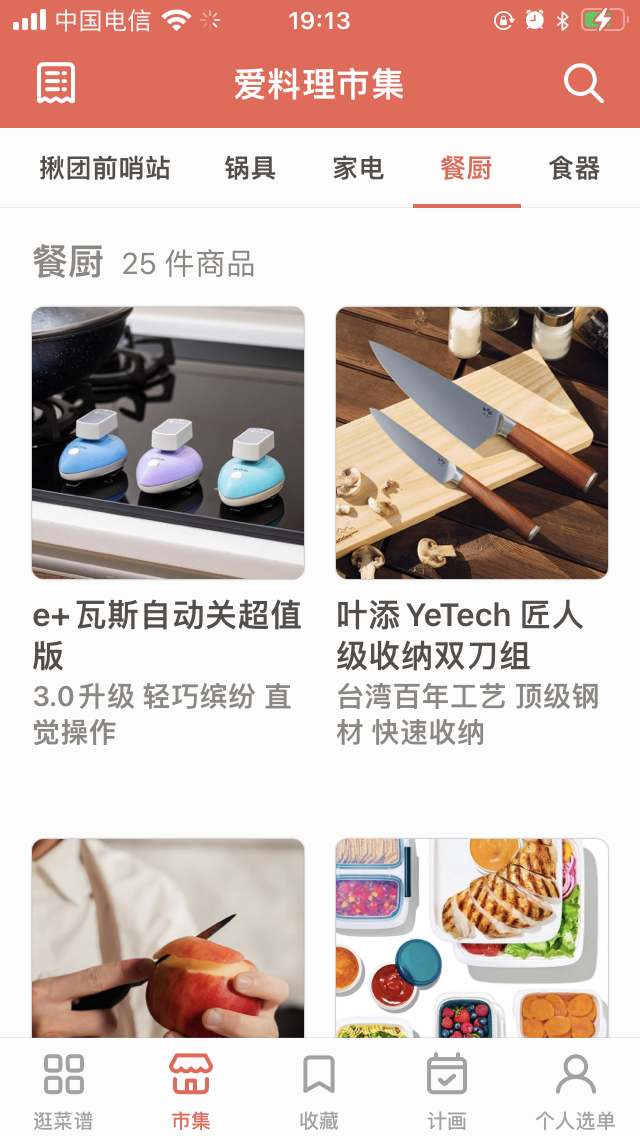 中国电信 19:13
爱料理市集
揪团前哨站 锅具 家电 餐厨 食器
餐厨 25 件商品
e+ 瓦斯自动关超值
版
3.0升级 轻巧缤纷 直
觉操作
叶添 YeTech 匠人
级收纳双刀组
台湾百年工艺 顶级钢
材 快速收纳
逛菜谱 市集 收藏 计画 个人选单